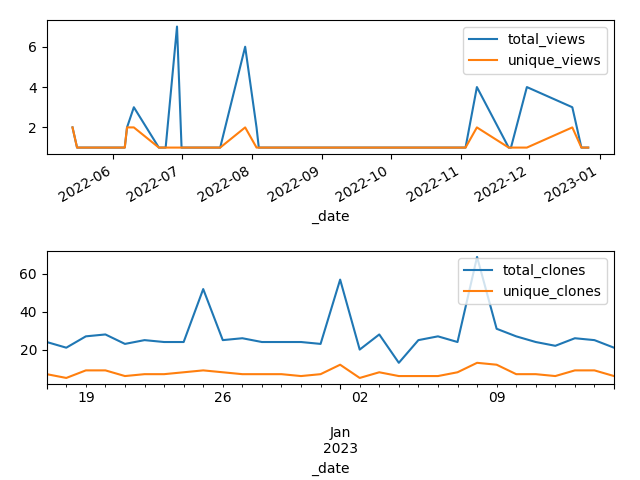 total_views
unique_views
6
4
2
2022-06
2022-07
2022-08
2022-09
2022-10
2022-11
2022-12
2023-01
_date
total_clones
unique_clones
60
40
20
19
26
02
09
Jan
2023
_date